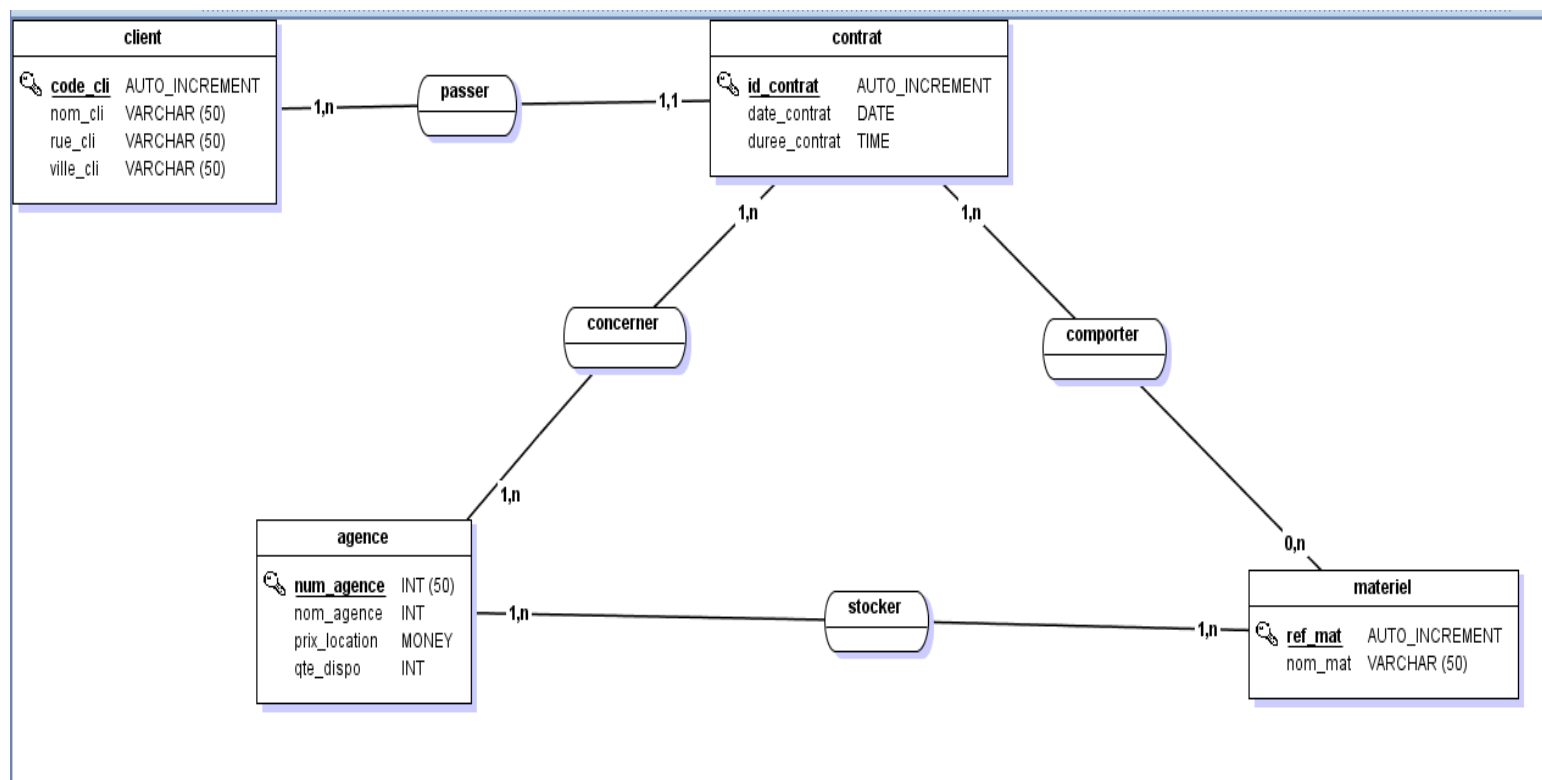 client
code_cli AUTO_INCREMENT
nom_cli VARCHAR (50)
rue_cli VARCHAR (50)
ville_cli VARCHAR (50)
1,n
passer
1,1
contrat
id_contrat AUTO_INCREMENT
date_contrat DATE
duree_contrat TIME
1,n
1,n
concerner
comporter
1,n
0,n
agence
num_agence INT (50)
nom_agence INT
prix_location MONEY
qte_dispo INT
1,n
stocker
1,n
materiel
ref_mat AUTO_INCREMENT
nom_mat VARCHAR (50)